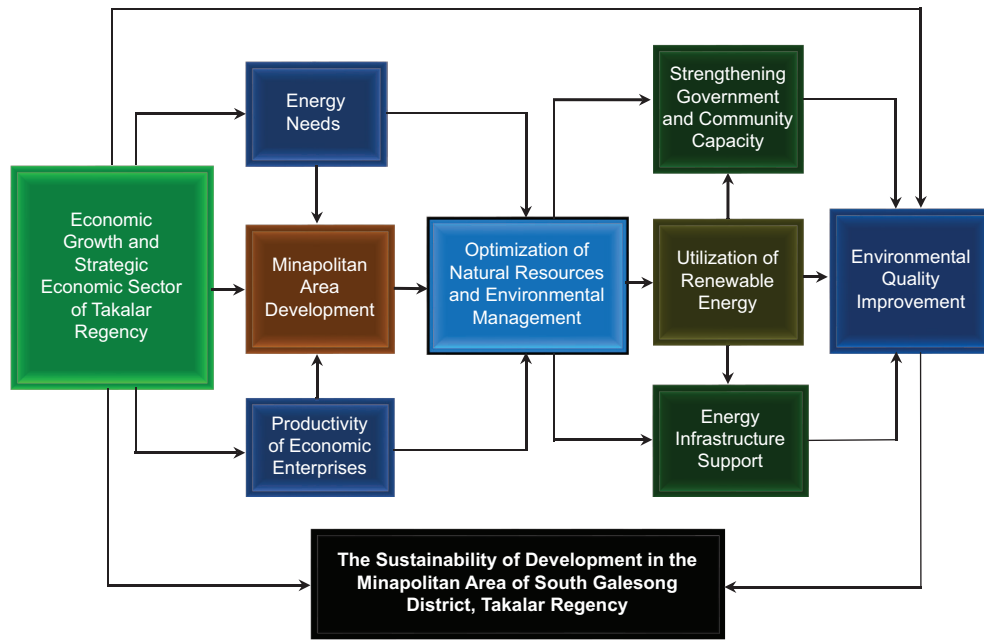 Economic
Growth and
Strategic
Economic Sector
of Takalar
Regency
Energy
Needs
Minapolitan
Area
Development
Productivity
of Economic
Enterprises
Optimization of
Natural Resources
and Environmental
Management
Strengthening
Government
and Community
Capacity
Utilization of
Renewable
Energy
Energy
Infrastructure
Support
Environmental
Quality
Improvement
The Sustainability of Development in the
Minapolitan Area of South Galesong
District, Takalar Regency